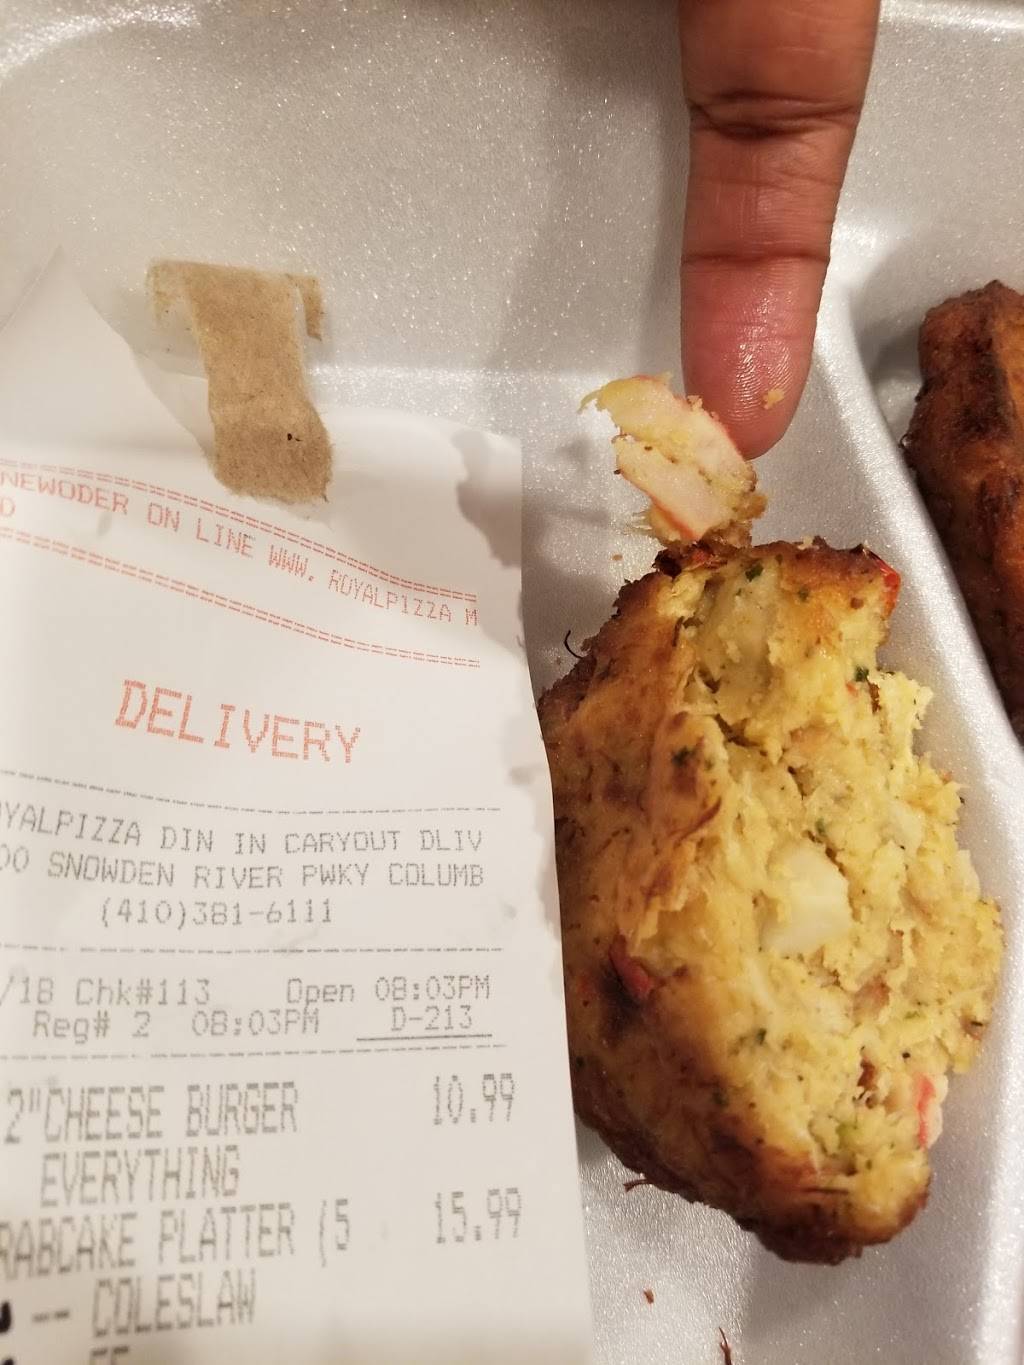 NEWODER ON LINE WWW. ROYALPIZZA M
D
DELIVERY
YALPIZZA DIN IN CARYOUT DLIV
00 SNOWDEN RIVER PWKY COLUMB
(410)381-6111
/18 Chk#113 Open 08:03PM
Reg# 2 08:03PM D-213
2"CHEESE BURGER 10.99
EVERYTHING
RABCAKE PLATTER (5 15.99
-- COLESLAW